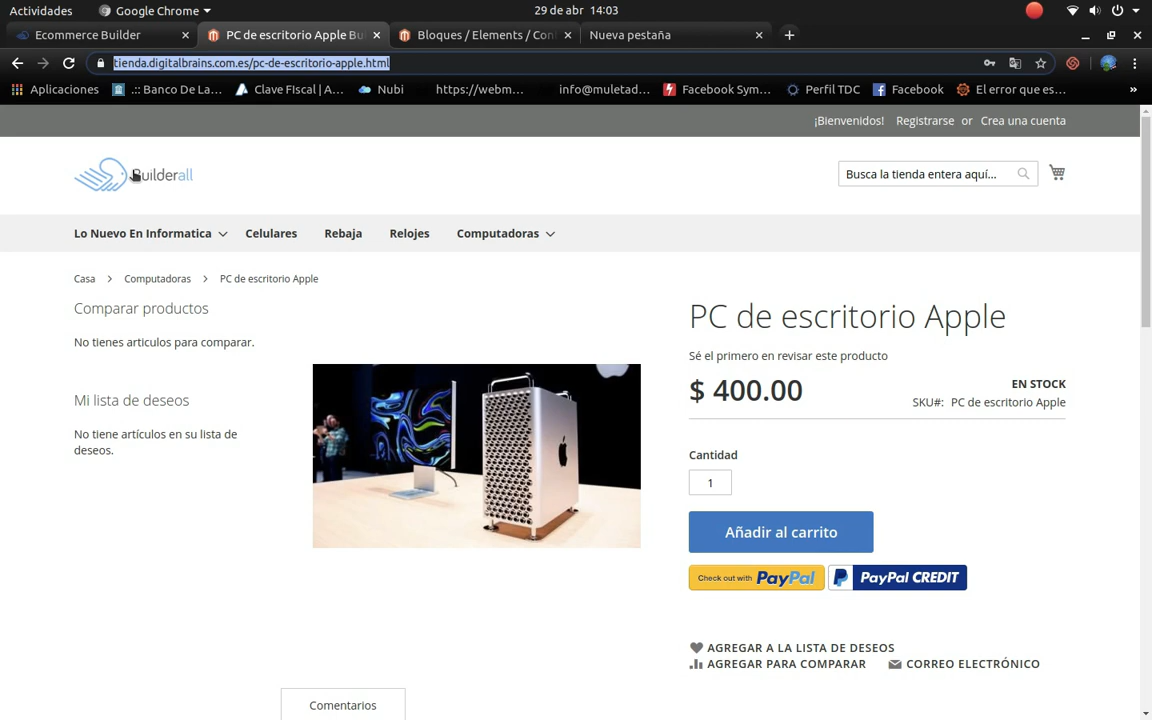 Actividades
Google Chrome
29 de abr 14:03
Ecommerce Builder
PC de escritorio Apple Bu
Bloques / Elements / Con
Nueva pestaña
tienda.digitalbrains.com.es/pc-de-escritorio-apple.html
Aplicaciones
.:: Banco De La...
Clave FIscal | A...
Nubi
https://webm...
info@muletad...
Facebook Sym...
Perfil TDC
Facebook
El error que es...
»
¡Bienvenidos! Registrarse or Crea una cuenta
Builderall
Busca la tienda entera aquí...
Lo Nuevo En Informatica
Celulares
Rebaja
Relojes
Computadoras
Casa > Computadoras > PC de escritorio Apple
Comparar productos
No tienes articulos para comparar.
Mi lista de deseos
No tiene artículos en su lista de
deseos.
PC de escritorio Apple
Sé el primero en revisar este producto
$ 400.00
EN STOCK
SKU#: PC de escritorio Apple
Cantidad
1
Añadir al carrito
Check out with PayPal
PayPal CREDIT
AGREGAR A LA LISTA DE DESEOS
AGREGAR PARA COMPARAR
CORREO ELECTRÓNICO
Comentarios